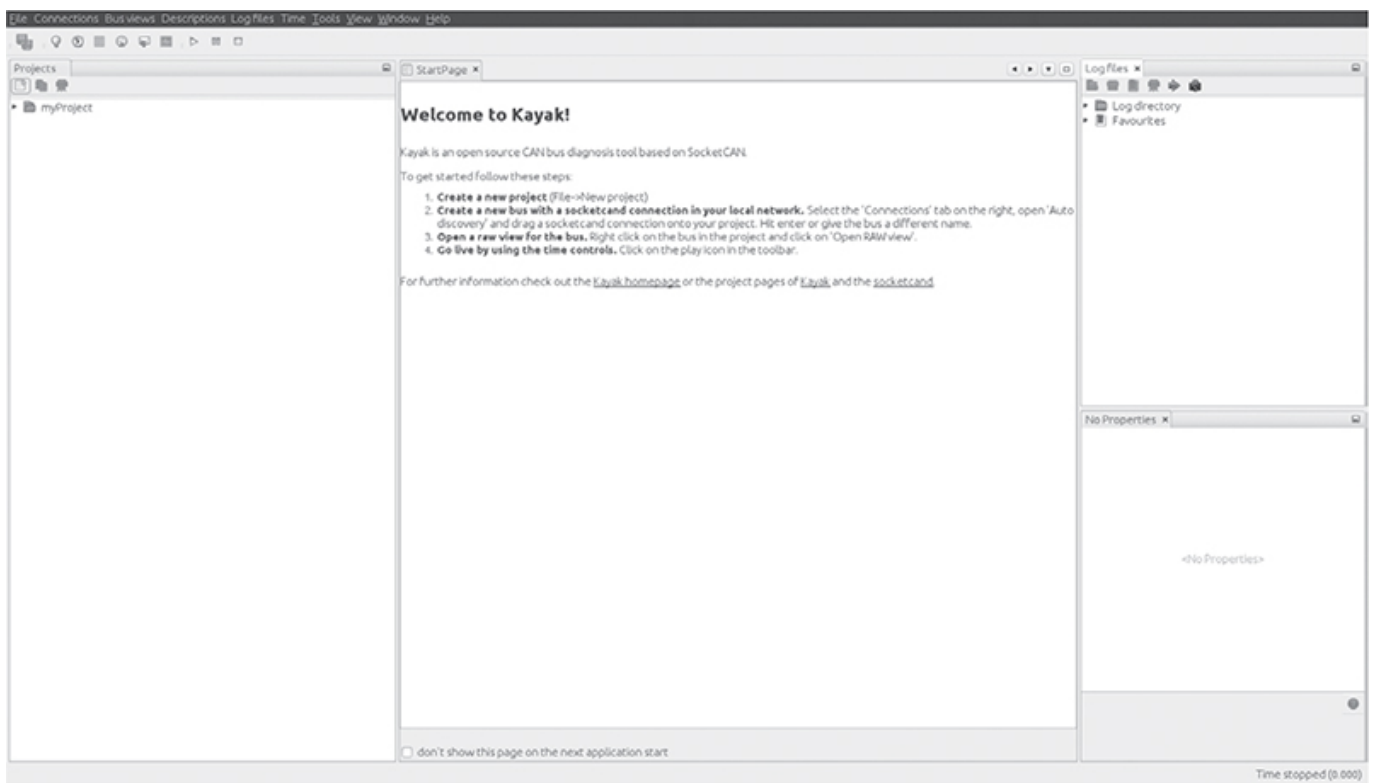 File Connections Bus views Descriptions Log files Time Tools View Window Help
Projects
myProject
StartPage
Welcome to Kayak!
Kayak is an open source CAN bus diagnosis tool based on SocketCAN.
To get started follow these steps:
1. Create a new project (File->New project)
2. Create a new bus with a socketcand connection in your local network. Select the 'Connections' tab on the right, open 'Auto
discovery' and drag a socketcand connection onto your project. Hit enter or give the bus a different name.
3. Open a raw view for the bus. Right click on the bus in the project and click on 'Open RAW view'.
4. Go live by using the time controls. Click on the play icon in the toolbar.
For further information check out the Kayak homepage or the project pages of Kayak and the socketcand.
don't show this page on the next application start
Log files
Log directory
Favourites
No Properties
<No Properties>
Time stopped (0.000)